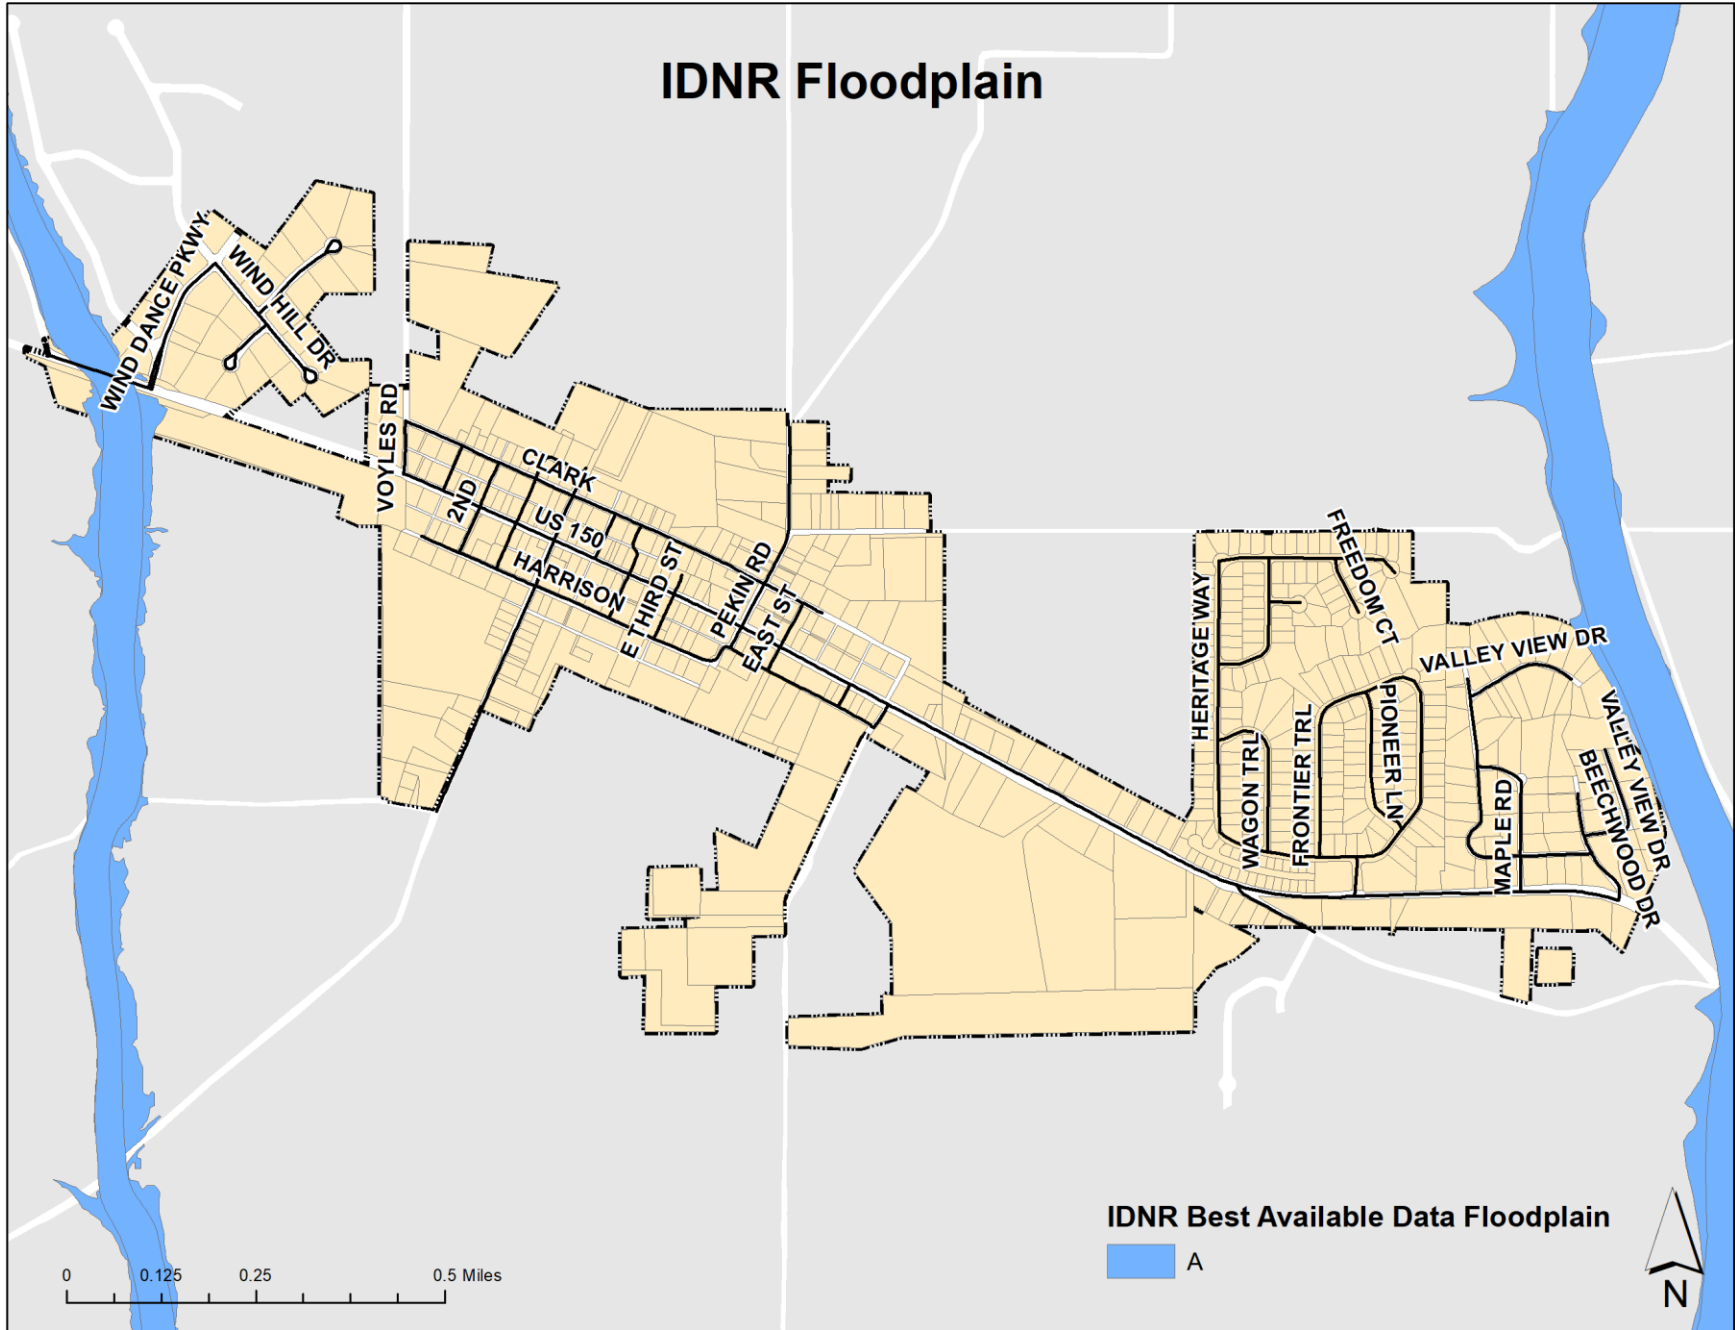 IDNR Floodplain
WIND DANCE PKWY
WIND HILL DR
VOYLES RD
2ND
CLARK
US 150
HARRISON
E THIRD ST
PEKIN RD
EAST ST
HERITAGE WAY
FREEDOM CT
VALLEY VIEW DR
WAGON TRL
FRONTIER TRL
PIONEER LN
MAPLE RD
VALLEY VIEW DR
BEECHWOOD DR
IDNR Best Available Data Floodplain
A
0 0.125 0.25 0.5 Miles
N